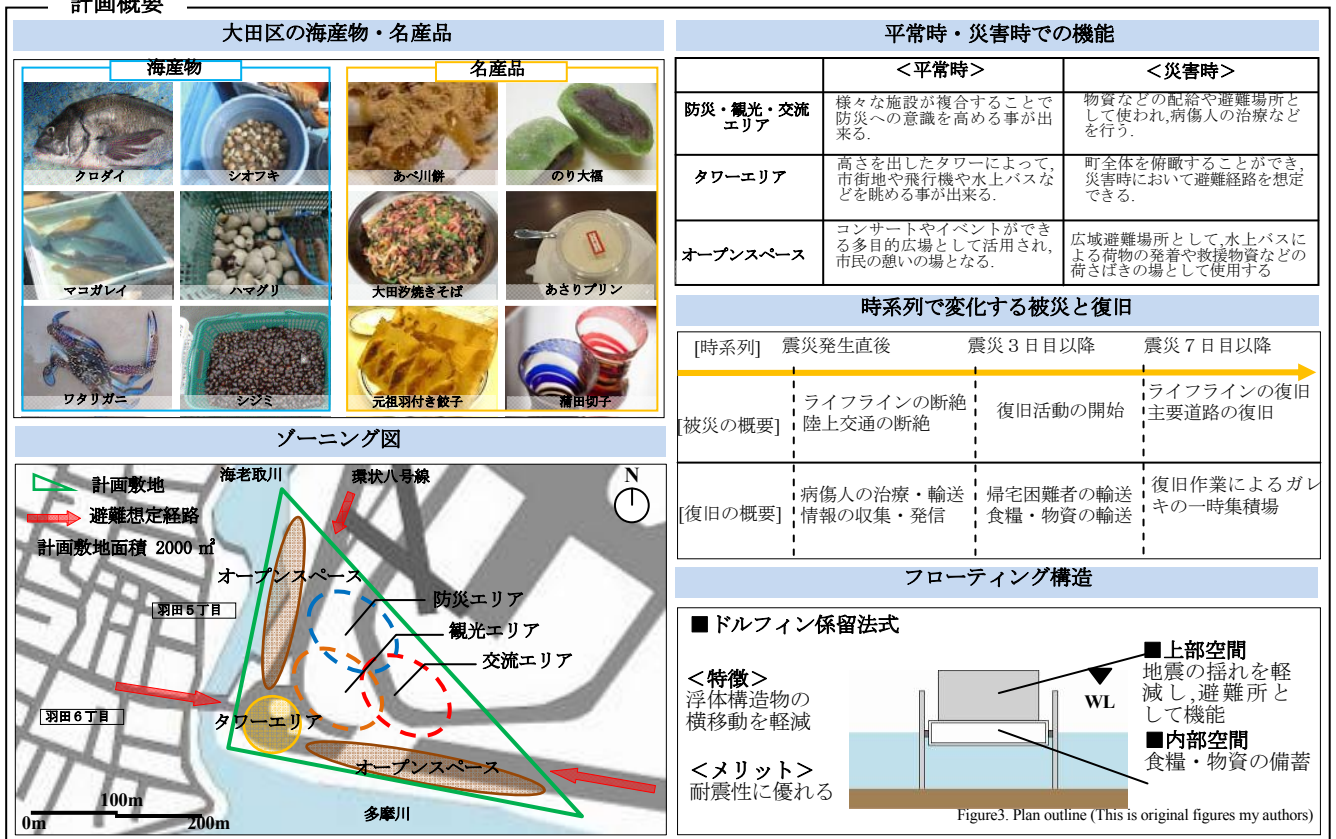 計画概要
大田区の海産物・名産品
海産物
名産品
クロダイ
シオフキ
あべ川餅
のり大福
マコガレイ
ハマグリ
大田汐焼きそば
あさりプリン
ワタリガニ
シジミ
元祖羽付き餃子
蒲田切子
ゾーニング図
計画敷地
避難想定経路
計画敷地面積 2000 ㎡
海老取川
環状八号線
N
オープンスペース
防災エリア
羽田5丁目
観光エリア
交流エリア
羽田6丁目
タワーエリア
オープンスペース
100m
0m
200m
多摩川
平常時・災害時での機能
＜平常時＞
＜災害時＞
防災・観光・交流
エリア
様々な施設が複合することで
防災への意識を高める事が出
来る.
物資などの配給や避難場所と
して使われ,病傷人の治療など
を行う.
タワーエリア
高さを出したタワーによって,
市街地や飛行機や水上バスな
どを眺める事が出来る.
町全体を俯瞰することができ,
災害時において避難経路を想定
できる.
オープンスペース
コンサートやイベントができ
る多目的広場として活用され,
市民の憩いの場となる.
広域避難場所として,水上バスに
よる荷物の発着や救援物資などの
荷さばきの場として使用する
時系列で変化する被災と復旧
[時系列]
震災発生直後
震災３日目以降
震災７日目以降
[被災の概要]
ライフラインの断絶
陸上交通の断絶
復旧活動の開始
ライフラインの復旧
主要道路の復旧
[復旧の概要]
病傷人の治療・輸送
情報の収集・発信
帰宅困難者の輸送
食糧・物資の輸送
復旧作業によるガレ
キの一時集積場
フローティング構造
■ドルフィン係留法式
＜特徴＞
浮体構造物の
横移動を軽減
＜メリット＞
耐震性に優れる
WL
■上部空間
地震の揺れを軽
減し,避難所と
して機能
■内部空間
食糧・物資の備蓄
Figure3. Plan outline (This is original figures my authors)